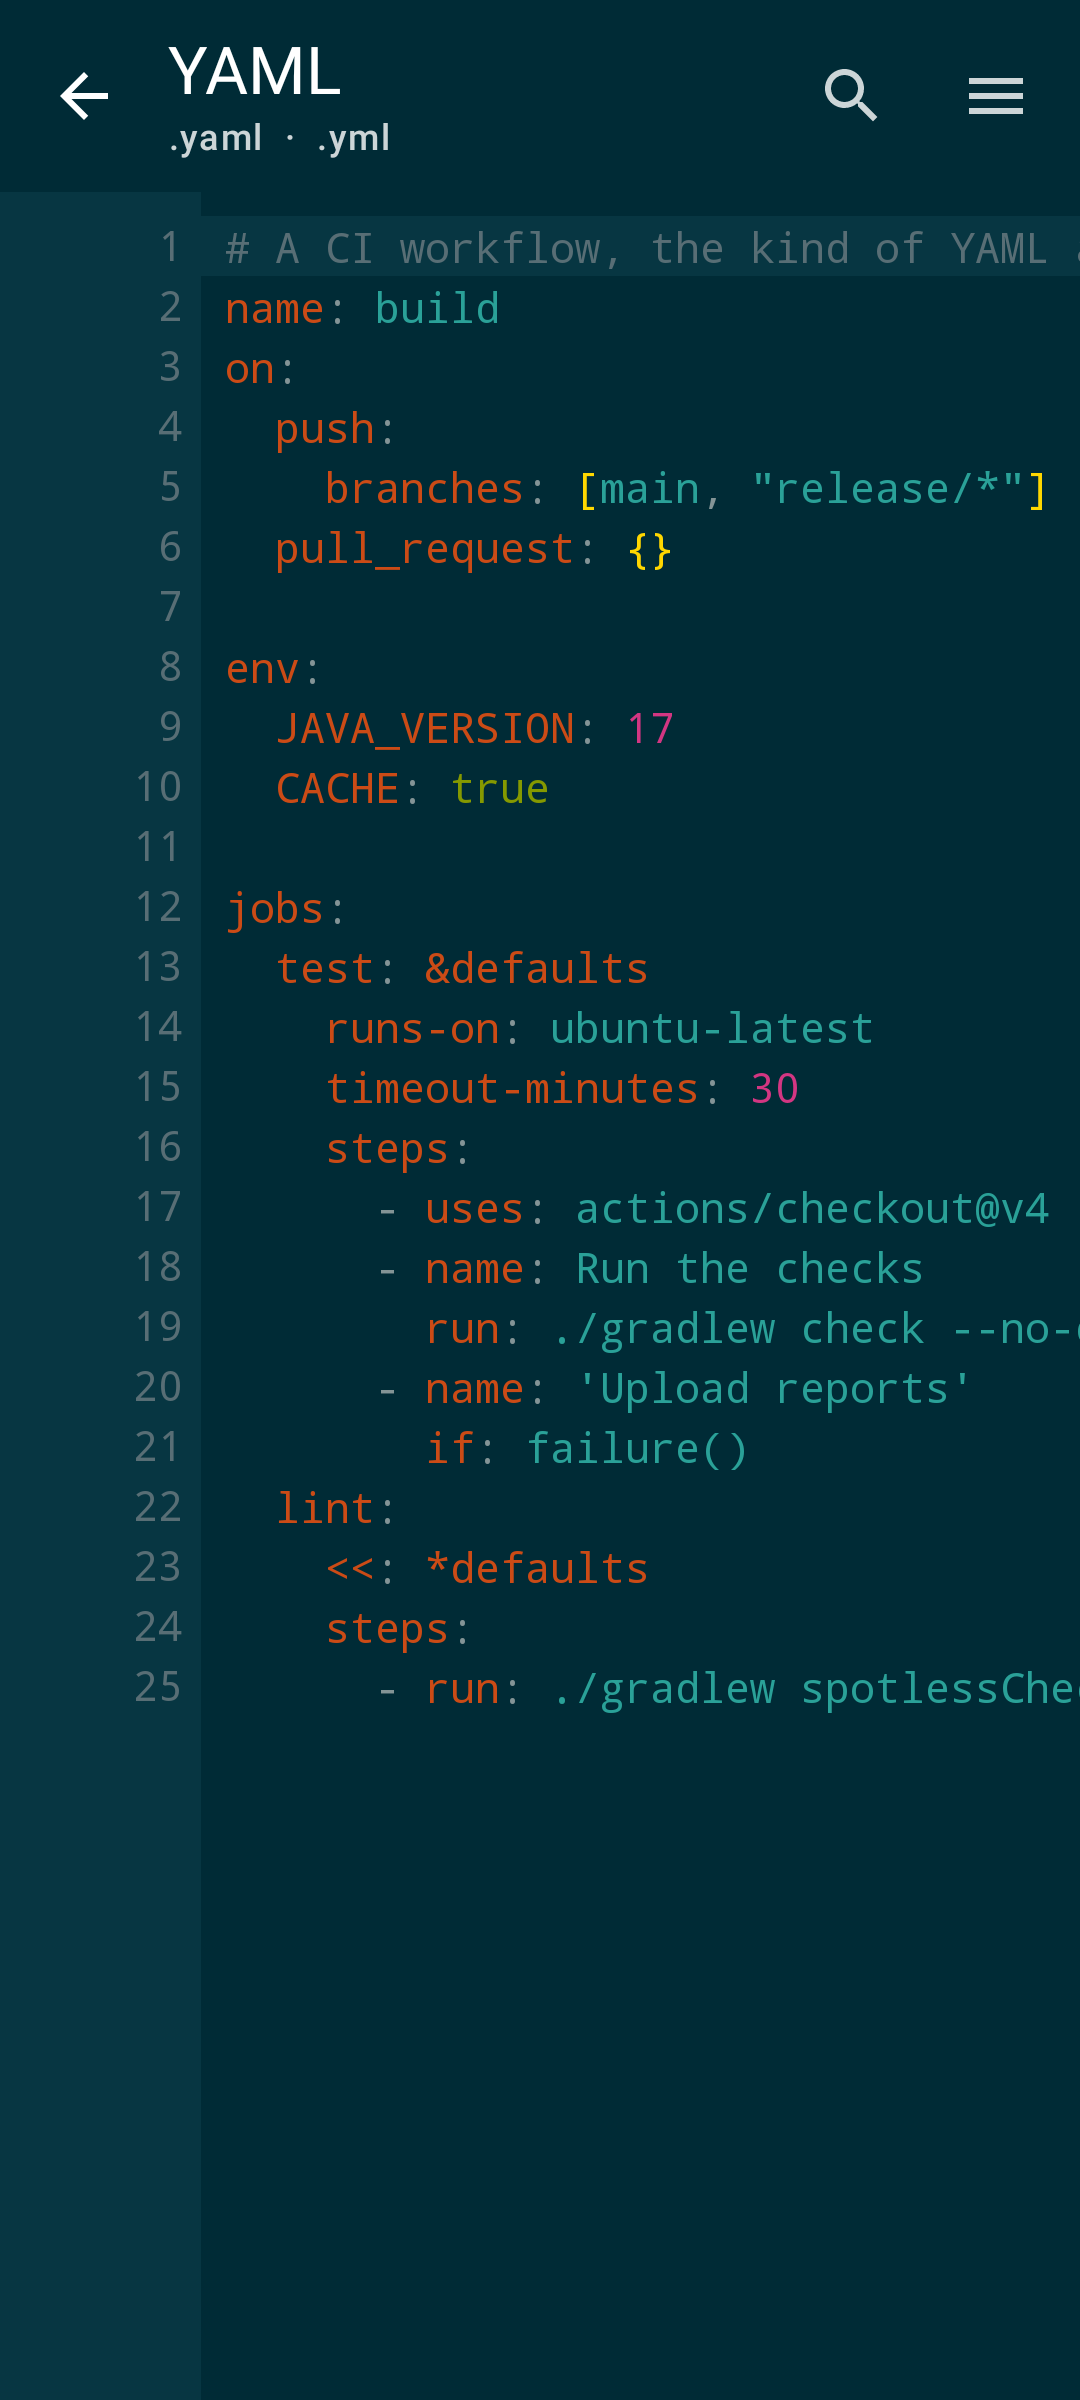 YAML
.yaml · .yml
1 # A CI workflow, the kind of YAML
2 name: build
3 on:
4   push:
5     branches: [main, "release/*"]
6   pull_request: {}
7
8 env:
9   JAVA_VERSION: 17
10   CACHE: true
11
12 jobs:
13   test: &defaults
14     runs-on: ubuntu-latest
15     timeout-minutes: 30
16     steps:
17       - uses: actions/checkout@v4
18       - name: Run the checks
19         run: ./gradlew check --no-
20       - name: 'Upload reports'
21         if: failure()
22   lint:
23     <<: *defaults
24     steps:
25       - run: ./gradlew spotlessChe